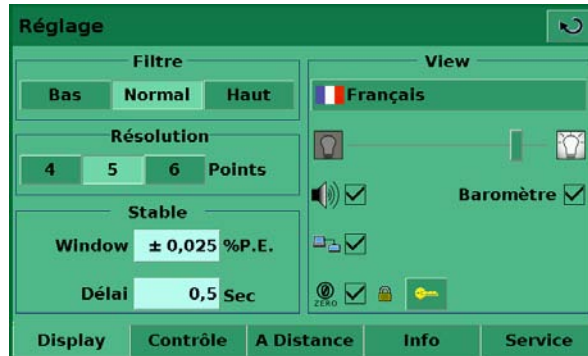 Réglage
Filtre
Bas Normal Haut
Résolution
4 5 6 Points
Stable
Window ± 0,025 %P.E.
Délai 0,5 Sec
View
Français
Baromètre
ZERO
Display Contrôle A Distance Info Service